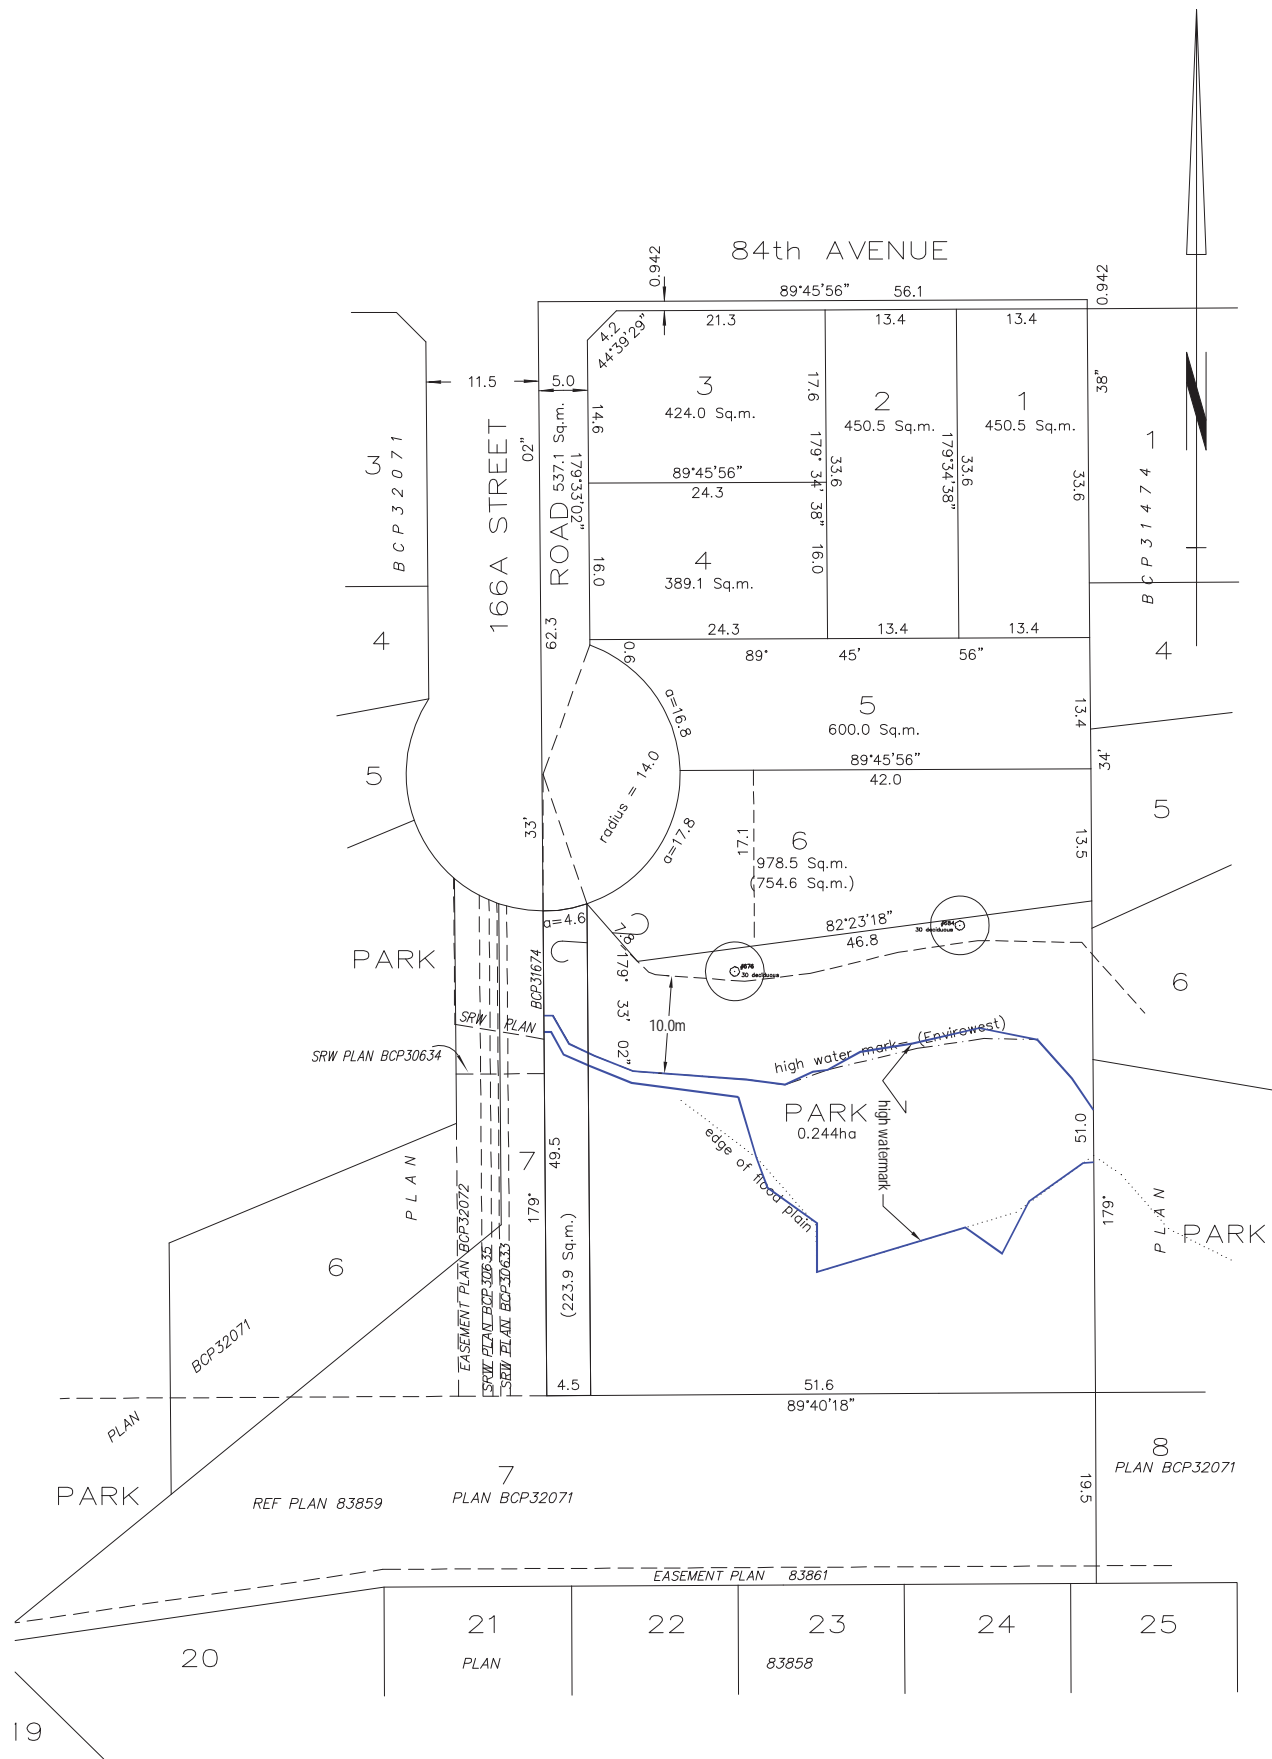 84th AVENUE
0.942
0.942
89°45'56" 56.1
21.3
13.4
13.4
4.2
44°39'29"
11.5
5.0
3
424.0 Sq.m.
17.6
2
450.5 Sq.m.
1
450.5 Sq.m.
38"
1
14.6
02"
3
BCP32071
166A STREET
ROAD 537.1 Sq.m.
179°33'02"
89°45'56"
24.3
179° 34' 38"
33.6
179°34'38"
33.6
33.6
BCP31474
4
389.1 Sq.m.
16.0
16.0
24.3
13.4
13.4
62.3
0.6
89° 45' 56"
4
4
a=16.8
5
600.0 Sq.m.
13.4
89°45'56"
42.0
34'
5
radius = 14.0
5
33'
a=17.8
17.1
6
978.5 Sq.m.
(754.6 Sq.m.)
13.5
a=4.6
7.8
82°23'18"
46.8
30 deciduous
30 deciduous
2
PARK
BCP31674
179° 33' 02"
6
SRW PLAN
10.0m
high water mark (Envirowest)
SRW PLAN BCP30634
PARK
0.244ha
high watermark
51.0
edge of flood plain
7
49.5
PLAN
179°
179°
PLAN
PARK
EASEMENT PLAN BCP32072
SRW PLAN BCP30635
SRW PLAN BCP30633
(223.9 Sq.m.)
6
BCP32071
4.5
51.6
89°40'18"
PLAN
PARK
7
PLAN BCP32071
REF PLAN 83859
8
PLAN BCP32071
19.5
EASEMENT PLAN 83861
20
21
22
23
24
25
PLAN
83858
19